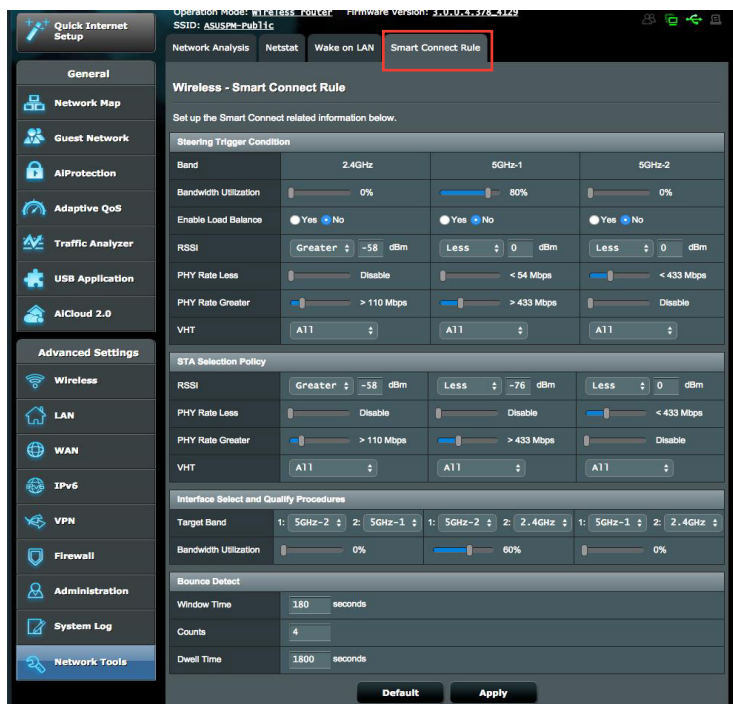 Quick Internet
Setup
Operation Mode: Wireless router Firmware Version: 3.0.0.4.378_4129
SSID: ASUSPM-Public
Network Analysis Netstat Wake on LAN Smart Connect Rule
General
Network Map
Guest Network
AiProtection
Adaptive QoS
Traffic Analyzer
USB Application
AiCloud 2.0
Advanced Settings
Wireless
LAN
WAN
IPv6
VPN
Firewall
Administration
System Log
Network Tools
Wireless - Smart Connect Rule
Set up the Smart Connect related information below.
Steering Trigger Condition
Band 2.4GHz 5GHz-1 5GHz-2
Bandwidth Utilization 0% 80% 0%
Enable Load Balance Yes No Yes No Yes No
RSSI Greater -58 dBm Less 0 dBm Less 0 dBm
PHY Rate Less Disable < 54 Mbps < 433 Mbps
PHY Rate Greater > 110 Mbps > 433 Mbps Disable
VHT All All All
STA Selection Policy
RSSI Greater -58 dBm Less -76 dBm Less 0 dBm
PHY Rate Less Disable Disable < 433 Mbps
PHY Rate Greater > 110 Mbps > 433 Mbps Disable
VHT All All All
Interface Select and Qualify Procedures
Target Band 1: 5GHz-2 2: 5GHz-1 1: 5GHz-2 2: 2.4GHz 1: 5GHz-1 2: 2.4GHz
Bandwidth Utilization 0% 60% 0%
Bounce Detect
Window Time 180 seconds
Counts 4
Dwell Time 1800 seconds
Default Apply